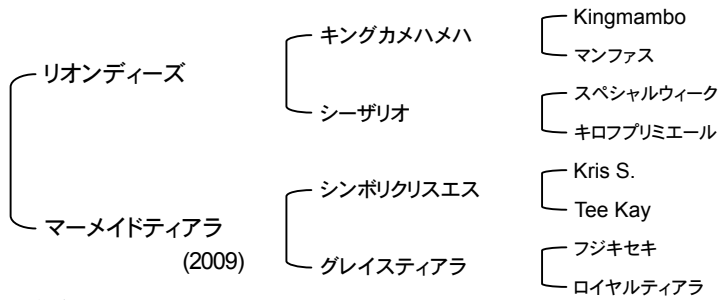 リオンディーズ
キングカメハメハ
Kingmambo
マンファス
シーザリオ
スペシャルウィーク
キロフプリミエール
マーメイドティアラ
(2009)
シンボリクリスエス
Kris S.
Tee Kay
グレイスティアラ
フジキセキ
ロイヤルティアラ